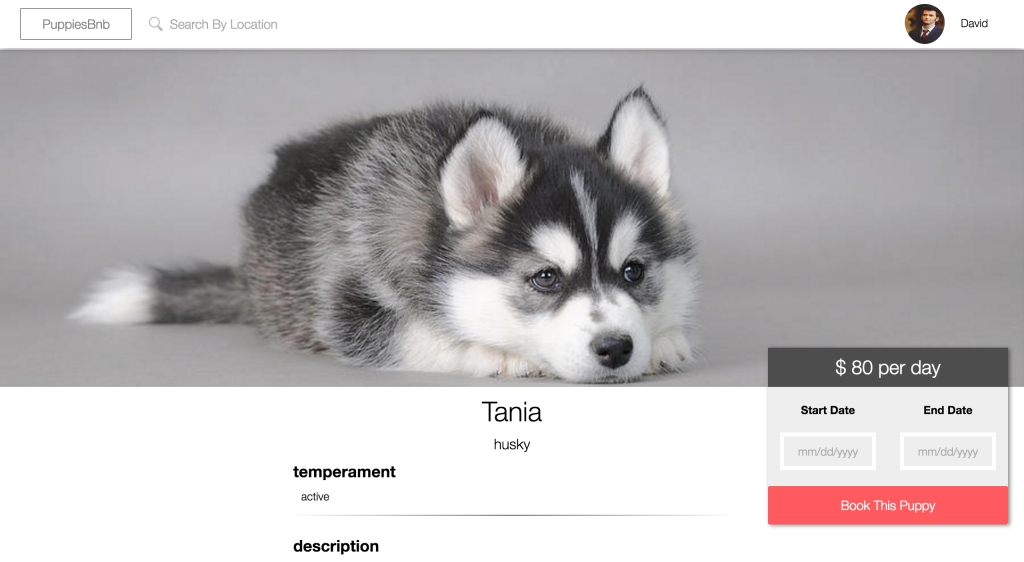 PuppiesBnb
Search By Location
David
$ 80 per day
Start Date
End Date
mm/dd/yyyy
mm/dd/yyyy
Book This Puppy
Tania
husky
temperament
active
description